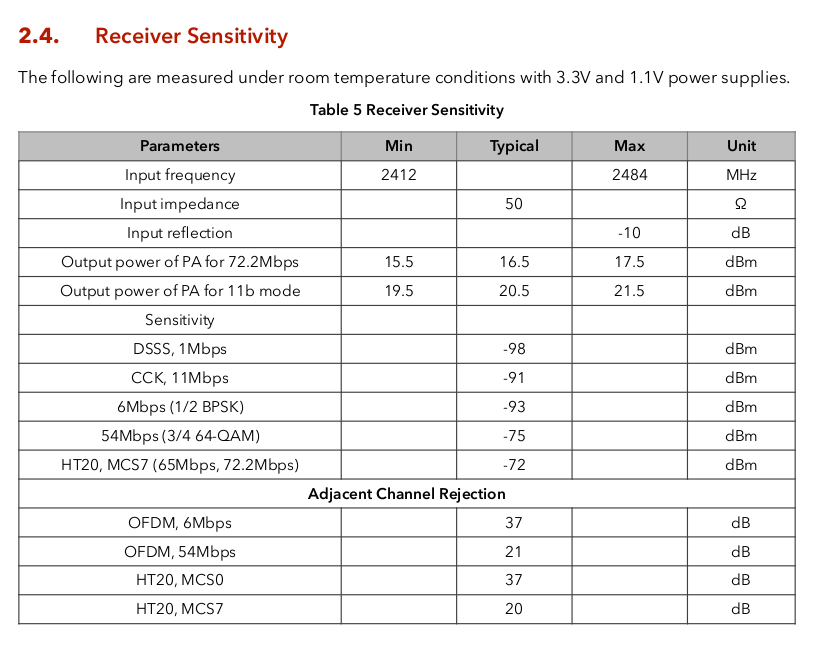 2.4. Receiver Sensitivity
The following are measured under room temperature conditions with 3.3V and 1.1V power supplies.
Table 5 Receiver Sensitivity
Parameters Min Typical Max Unit
Input frequency 2412 2484 MHz
Input impedance 50 Ω
Input reflection -10 dB
Output power of PA for 72.2Mbps 15.5 16.5 17.5 dBm
Output power of PA for 11b mode 19.5 20.5 21.5 dBm
Sensitivity
DSSS, 1Mbps -98 dBm
CCK, 11Mbps -91 dBm
6Mbps (1/2 BPSK) -93 dBm
54Mbps (3/4 64-QAM) -75 dBm
HT20, MCS7 (65Mbps, 72.2Mbps) -72 dBm
Adjacent Channel Rejection
OFDM, 6Mbps 37 dB
OFDM, 54Mbps 21 dB
HT20, MCS0 37 dB
HT20, MCS7 20 dB